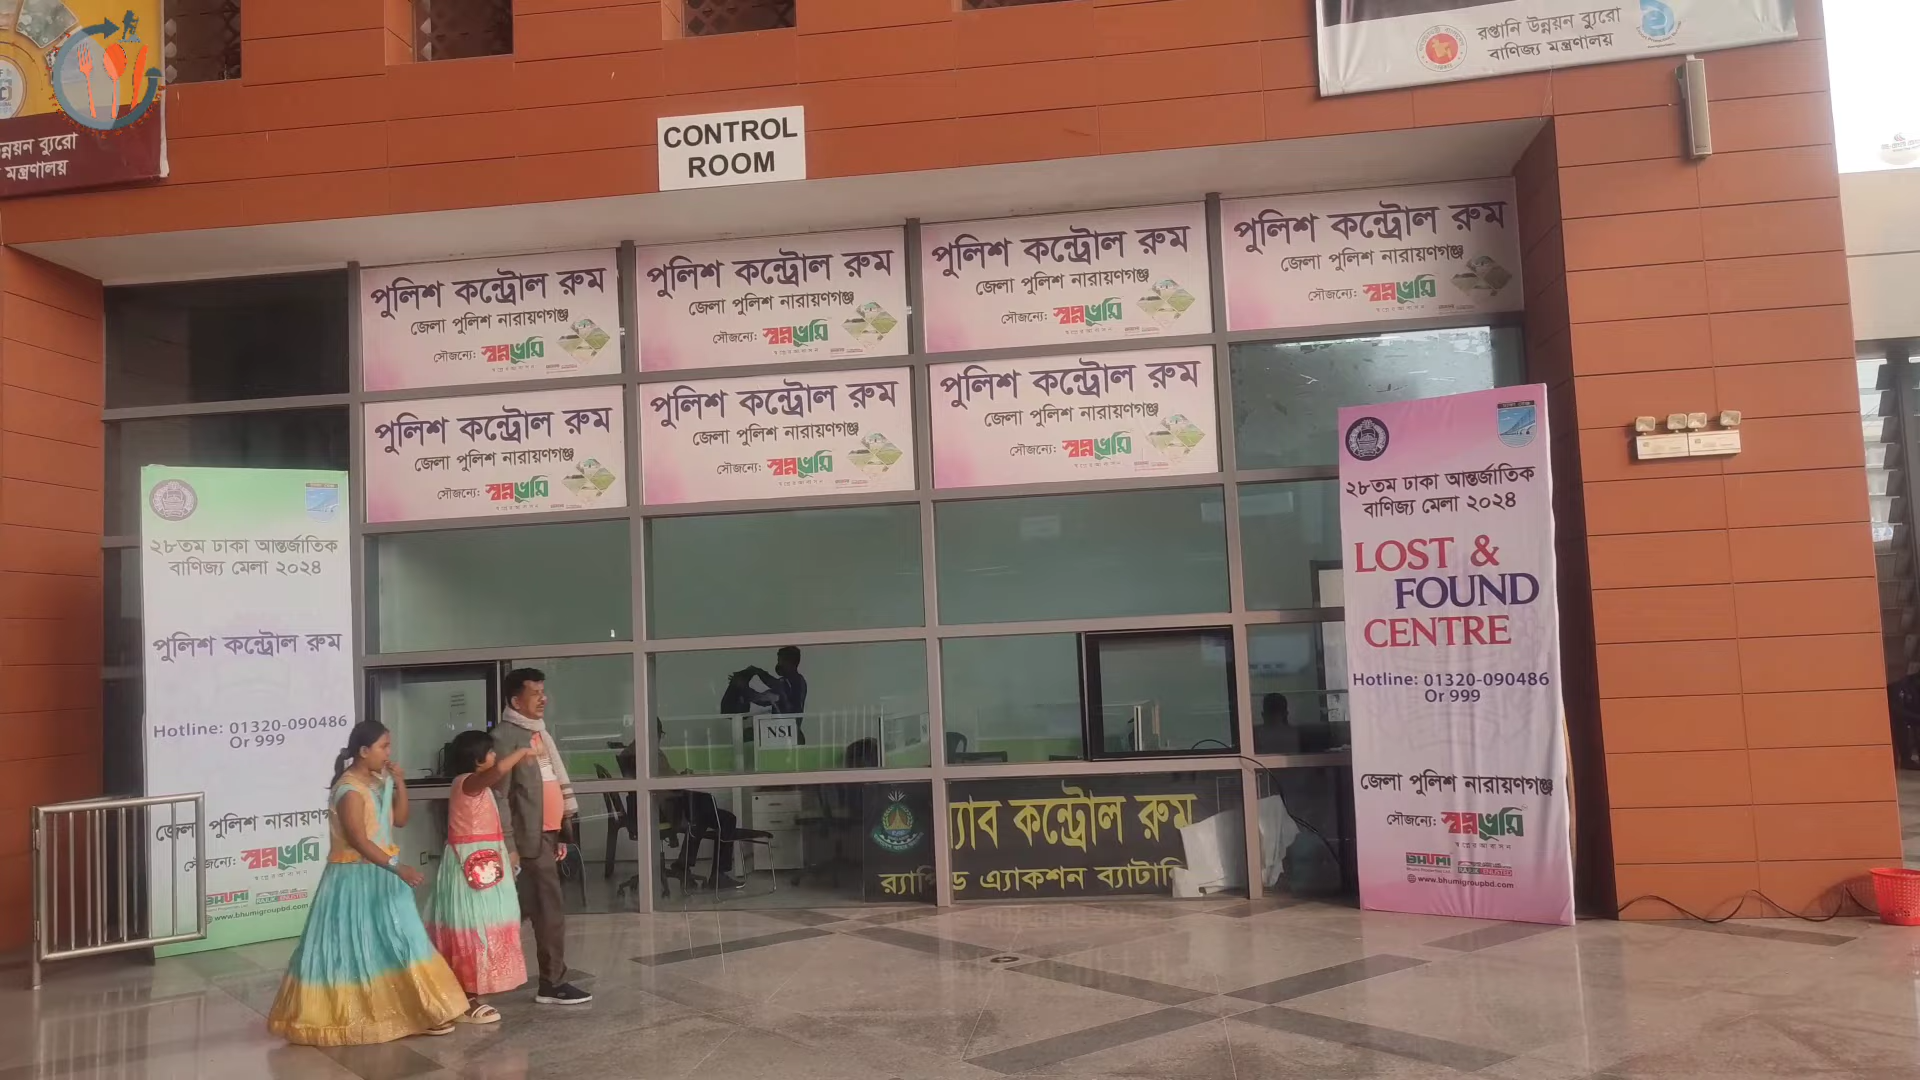 রপ্তানি উন্নয়ন ব্যুরো
বাণিজ্য মন্ত্রণালয়
ব্যুরো
মন্ত্রণালয়
CONTROL
ROOM
পুলিশ কন্ট্রোল রুম
জেলা পুলিশ নারায়ণগঞ্জ
সৌজন্যে: স্বপ্নভূমি
পুলিশ কন্ট্রোল রুম
জেলা পুলিশ নারায়ণগঞ্জ
সৌজন্যে: স্বপ্নভূমি
পুলিশ কন্ট্রোল রুম
জেলা পুলিশ নারায়ণগঞ্জ
সৌজন্যে: স্বপ্নভূমি
পুলিশ কন্ট্রোল রুম
জেলা পুলিশ নারায়ণগঞ্জ
সৌজন্যে: স্বপ্নভূমি
পুলিশ কন্ট্রোল রুম
জেলা পুলিশ নারায়ণগঞ্জ
সৌজন্যে: স্বপ্নভূমি
পুলিশ কন্ট্রোল রুম
জেলা পুলিশ নারায়ণগঞ্জ
সৌজন্যে: স্বপ্নভূমি
পুলিশ কন্ট্রোল রুম
জেলা পুলিশ নারায়ণগঞ্জ
সৌজন্যে: স্বপ্নভূমি
২৮তম ঢাকা আন্তর্জাতিক
বাণিজ্য মেলা ২০২৪
পুলিশ কন্ট্রোল রুম
Hotline: 01320-090486
Or 999
জেলা পুলিশ
স্বপ্নভূমি
BHUMI
www.bhumigroupbd.com
NSI
কন্ট্রোল রুম
এ্যাকশন
২৮তম ঢাকা আন্তর্জাতিক
বাণিজ্য মেলা ২০২৪
LOST &
FOUND
CENTRE
Hotline: 01320-090486
Or 999
জেলা পুলিশ নারায়ণগঞ্জ
সৌজন্যে: স্বপ্নভূমি
BHUMI
www.bhumigroupbd.com